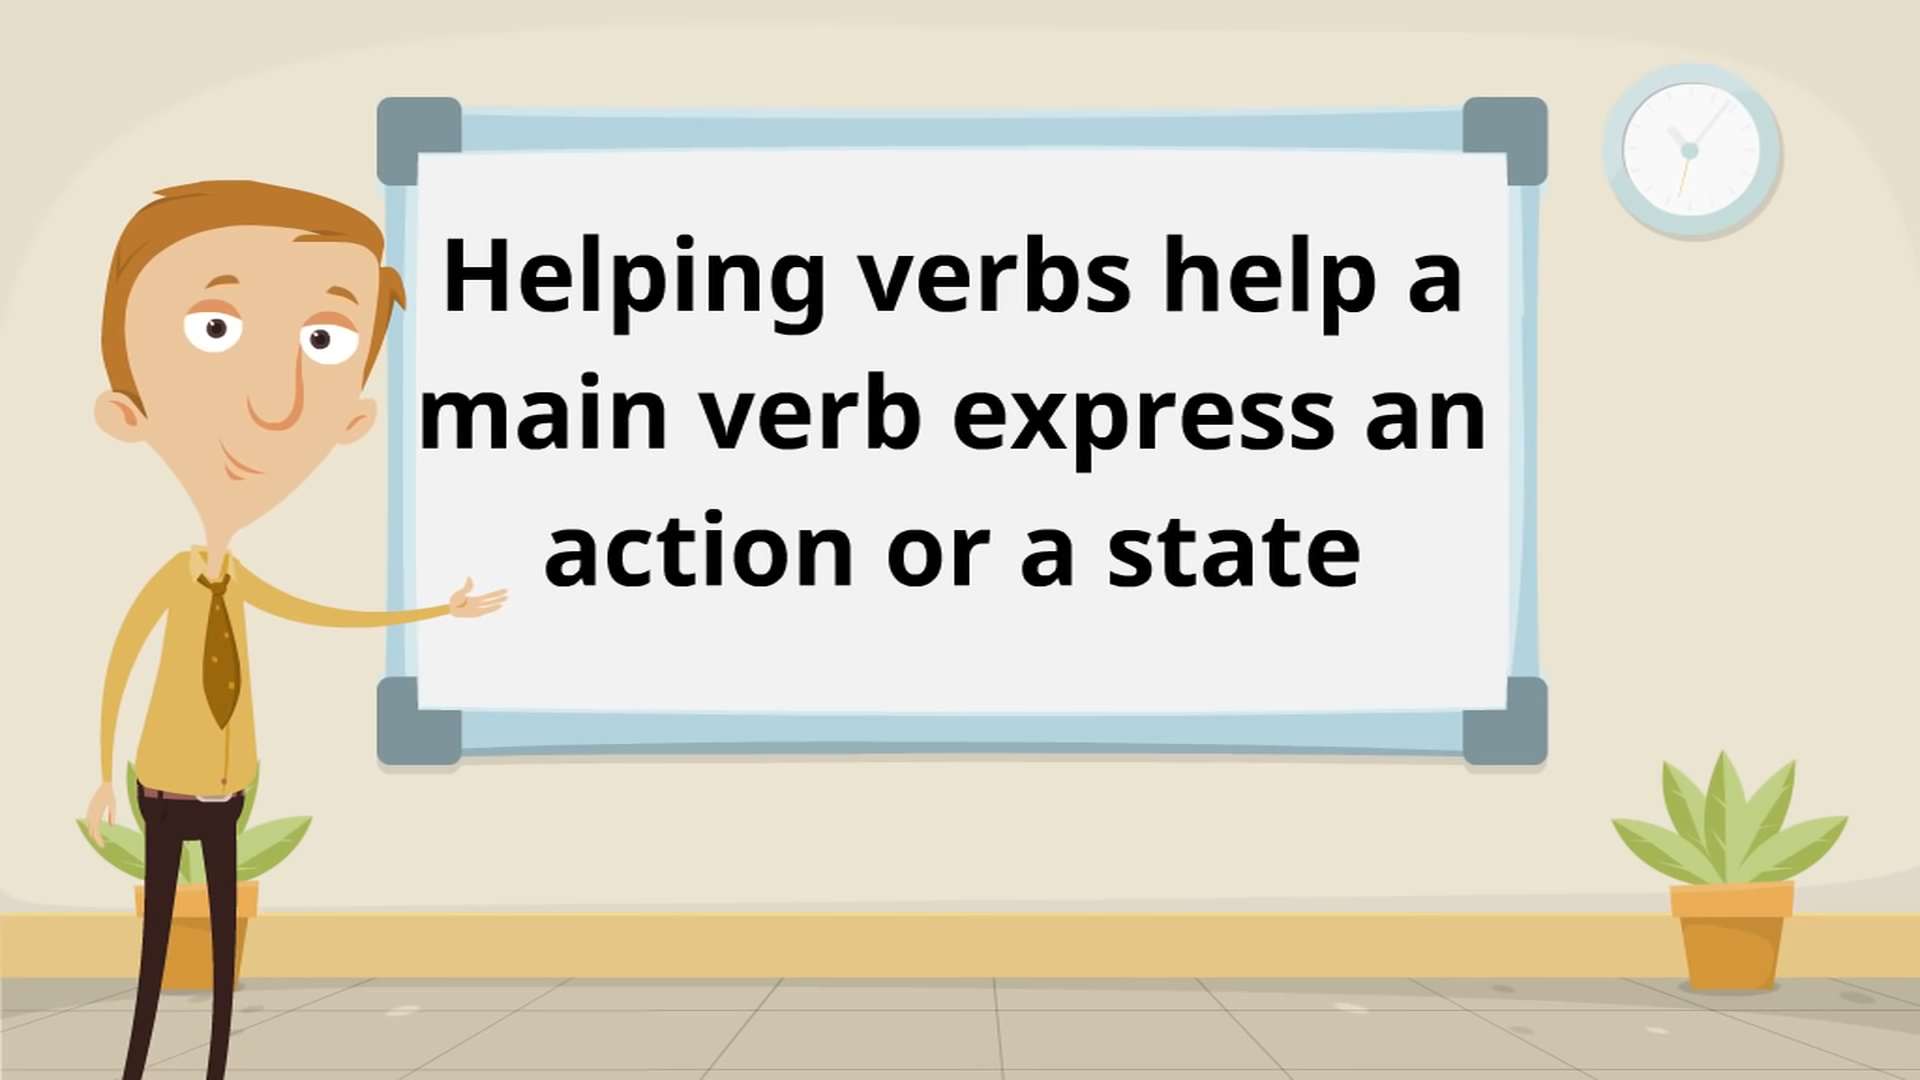 Helping verbs help a
main verb express an
action or a state